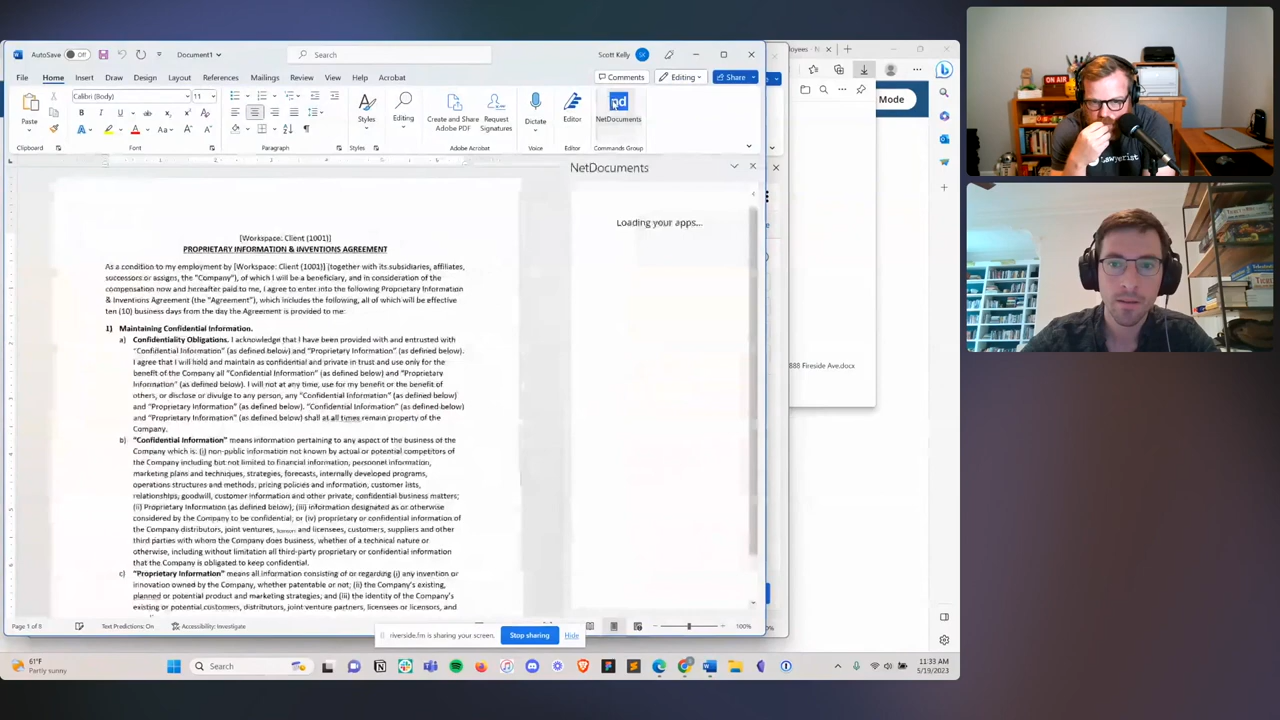 AutoSave Off Document1 Search Scott Kelly SK
File Home Insert Draw Design Layout References Mailings Review View Help Acrobat Comments Editing Share
Calibri (Body) 11
Paste Styles Editing Create and Share Adobe PDF Request Signatures Dictate Editor NetDocuments
Clipboard Font Paragraph Styles Adobe Acrobat Voice Editor Commands Group
Mode
NetDocuments
Loading your apps...
[Workspace: Client (1001)]
PROPRIETARY INFORMATION & INVENTIONS AGREEMENT
As a condition to my employment by [Workspace: Client (1001)] (together with its subsidiaries, affiliates,
successors or assigns, the "Company"), of which I will be a beneficiary, and in consideration of the
compensation now and hereafter paid to me, I agree to enter into the following Proprietary Information
& Inventions Agreement (the "Agreement"), which includes the following, all of which will be effective
ten (10) business days from the day the Agreement is provided to me:
1) Maintaining Confidential Information.
a) Confidentiality Obligations. I acknowledge that I have been provided with and entrusted with
"Confidential Information" (as defined below) and "Proprietary Information" (as defined below).
I agree that I will hold and maintain as confidential and private in trust and use only for the
benefit of the Company all "Confidential Information" (as defined below) and "Proprietary
Information" (as defined below). I will not at any time, use for my benefit or the benefit of
others, or disclose or divulge to any person, any "Confidential Information" (as defined below)
and "Proprietary Information" (as defined below). "Confidential Information" (as defined below)
and "Proprietary Information" (as defined below) shall at all times remain property of the
Company.
b) "Confidential Information" means information pertaining to any aspect of the business of the
Company which is: (i) non-public information not known by actual or potential competitors of
the Company including but not limited to financial information, personnel information,
marketing plans and techniques, strategies, forecasts, internally developed programs,
operations structures and methods, pricing policies and information, customer lists,
relationships, goodwill, customer information and other private, confidential business matters;
(ii) Proprietary Information (as defined below); (iii) information designated as or otherwise
considered by the Company to be confidential, or (iv) proprietary or confidential information of
the Company distributors, joint ventures, licensors and licensees, customers, suppliers and other
third parties with whom the Company does business, whether of a technical nature or
otherwise, including without limitation all third-party proprietary or confidential information
that the Company is obligated to keep confidential.
c) "Proprietary Information" means all information consisting of or regarding (i) any invention or
innovation owned by the Company, whether patentable or not; (ii) the Company's existing,
planned or potential product and marketing strategies; and (iii) the identity of the Company's
existing or potential customers, distributors, joint venture partners, licensees or licensors, and
888 Fireside Ave.docx
Page 1 of 8 Text Predictions: On Accessibility: Investigate 100%
riverside.fm is sharing your screen. Stop sharing Hide
61°F
Partly sunny
Search
11:33 AM
5/19/2023
ON AIR
Lawyerist